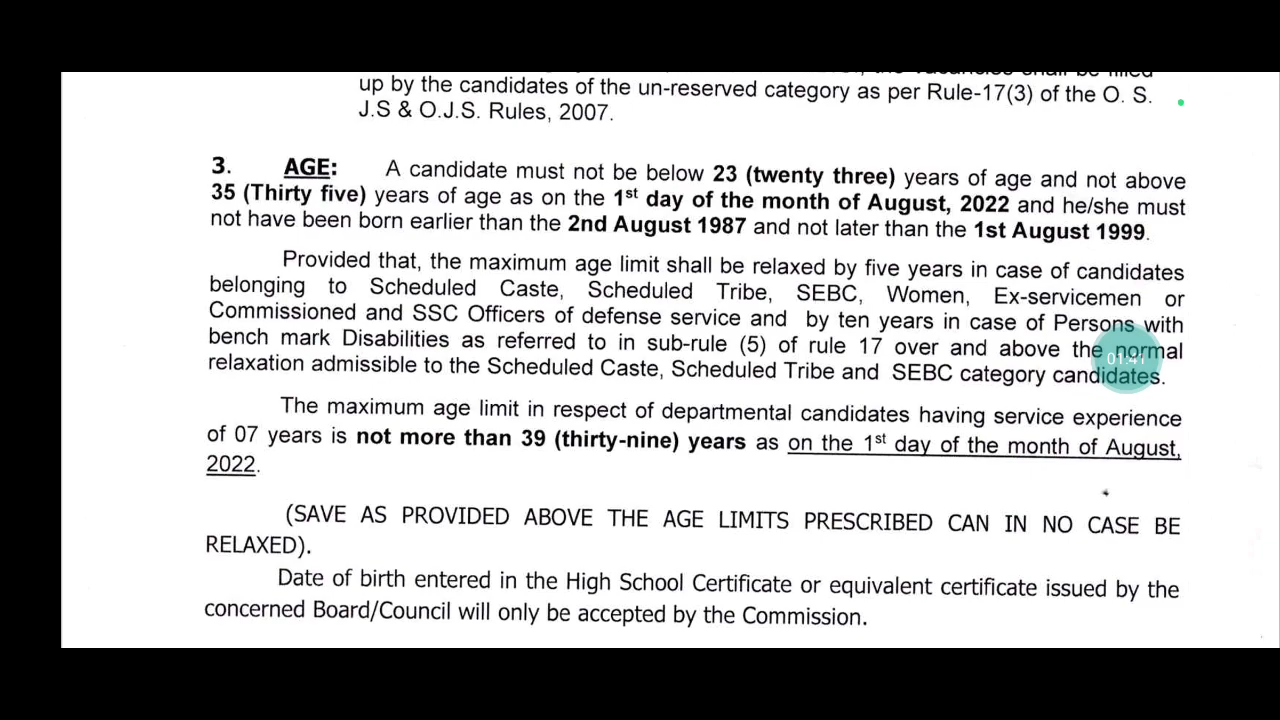 up by the candidates of the un-reserved category as per Rule-17(3) of the O. S.
J.S & O.J.S. Rules, 2007.
3. AGE: A candidate must not be below 23 (twenty three) years of age and not above
35 (Thirty five) years of age as on the 1st day of the month of August, 2022 and he/she must
not have been born earlier than the 2nd August 1987 and not later than the 1st August 1999.
Provided that, the maximum age limit shall be relaxed by five years in case of candidates
belonging to Scheduled Caste, Scheduled Tribe, SEBC, Women, Ex-servicemen or
Commissioned and SSC Officers of defense service and by ten years in case of Persons with
bench mark Disabilities as referred to in sub-rule (5) of rule 17 over and above the normal
relaxation admissible to the Scheduled Caste, Scheduled Tribe and SEBC category candidates.
01:41
The maximum age limit in respect of departmental candidates having service experience
of 07 years is not more than 39 (thirty-nine) years as on the 1st day of the month of August,
2022.
(SAVE AS PROVIDED ABOVE THE AGE LIMITS PRESCRIBED CAN IN NO CASE BE
RELAXED).
Date of birth entered in the High School Certificate or equivalent certificate issued by the
concerned Board/Council will only be accepted by the Commission.